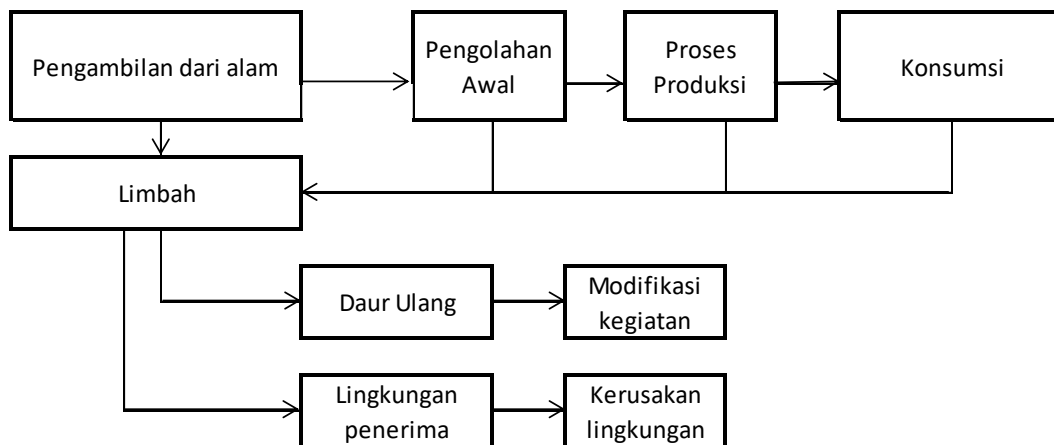 Pengambilan dari alam
Pengolahan
Awal
Proses
Produksi
Konsumsi
Limbah
Daur Ulang
Modifikasi
kegiatan
Lingkungan
penerima
Kerusakan
lingkungan